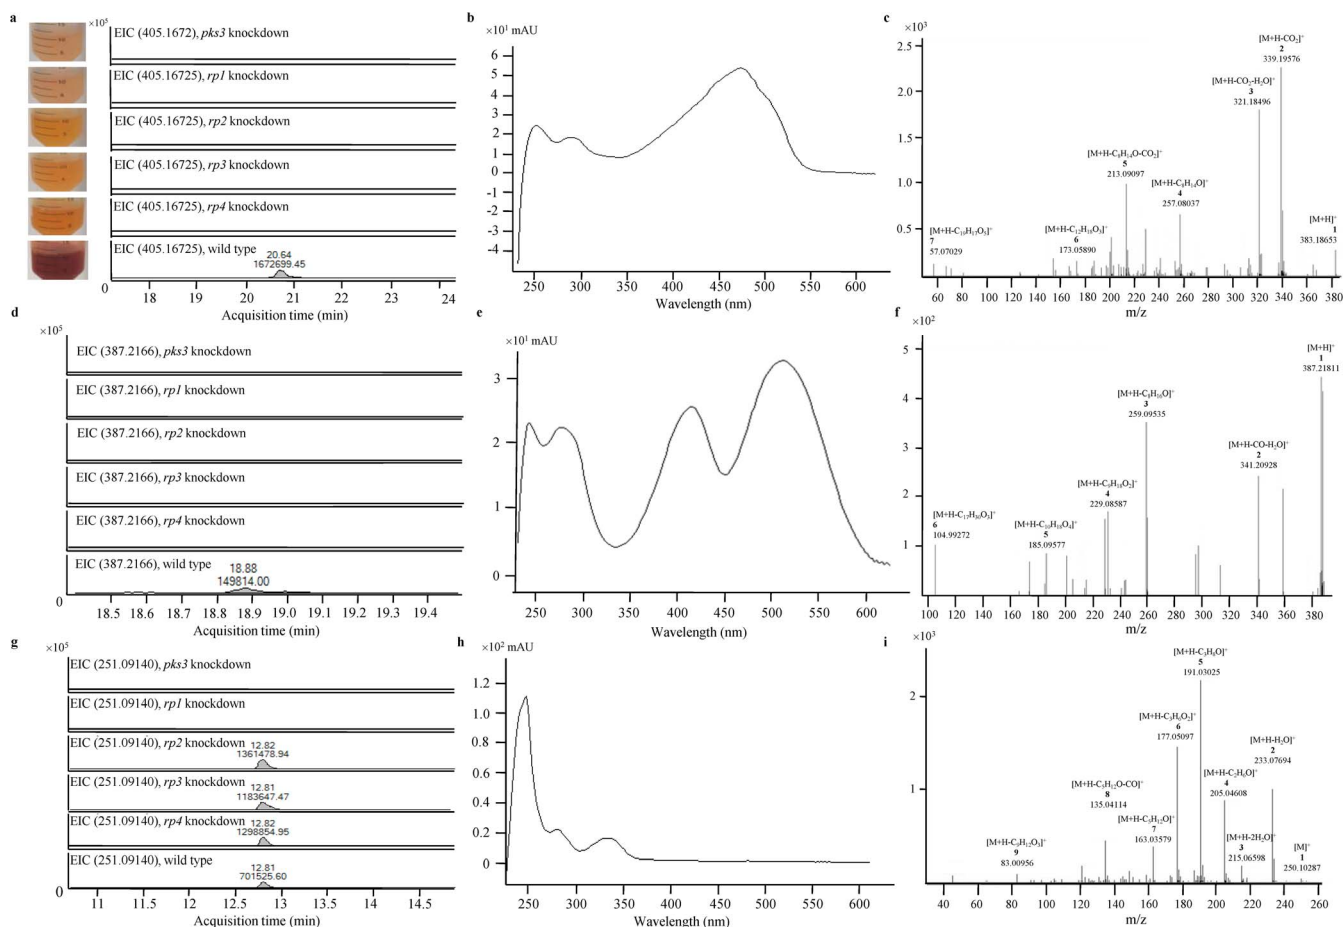 a
×10⁵
EIC (405.1672), pks3 knockdown
EIC (405.16725), rp1 knockdown
EIC (405.16725), rp2 knockdown
EIC (405.16725), rp3 knockdown
EIC (405.16725), rp4 knockdown
EIC (405.16725), wild type
20.64
1672699.45
0
18 19 20 21 22 23 24
Acquisition time (min)
b
×10¹ mAU
6
5
4
3
2
1
0
-1
-2
-3
-4
250 300 350 400 450 500 550 600
Wavelength (nm)
c
×10³
2.5
2.0
1.5
1.0
0.5
[M+H-CO₂]⁺
2
339.19576
[M+H-CO₂-H₂O]⁺
3
321.18496
[M+H-C₈H₁₄O-CO₂]⁺
5
213.09097
[M+H-C₈H₁₄O]⁺
4
257.08037
[M+H-C₁₂H₁₈O₃]⁺
6
173.05890
[M+H-C₁₉H₁₇O₅]⁺
7
57.07029
[M+H]⁺
1
383.18653
60 80 100 120 140 160 180 200 220 240 260 280 300 320 340 360 380
m/z
d
×10⁵
EIC (387.2166), pks3 knockdown
EIC (387.2166), rp1 knockdown
EIC (387.2166), rp2 knockdown
EIC (387.2166), rp3 knockdown
EIC (387.2166), rp4 knockdown
EIC (387.2166), wild type
18.88
149814.00
0
18.5 18.6 18.7 18.8 18.9 19.0 19.1 19.2 19.3 19.4
Acquisition time (min)
e
×10¹ mAU
3
2
1
0
250 300 350 400 450 500 550 600
Wavelength (nm)
f
×10²
5
4
3
2
1
[M+H]⁺
1
387.21811
[M+H-C₈H₁₆O]⁺
3
259.09535
[M+H-CO-H₂O]⁺
2
341.20928
[M+H-C₉H₁₈O₂]⁺
4
229.08587
[M+H-C₁₀H₁₈O₄]⁺
5
185.09577
[M+H-C₁₇H₃₀O₃]⁺
6
104.99272
100 120 140 160 180 200 220 240 260 280 300 320 340 360 380
m/z
g
×10⁵
EIC (251.09140), pks3 knockdown
EIC (251.09140), rp1 knockdown
EIC (251.09140), rp2 knockdown
12.82
1361478.94
EIC (251.09140), rp3 knockdown
12.81
1183647.47
EIC (251.09140), rp4 knockdown
12.82
1298854.95
EIC (251.09140), wild type
12.81
701525.60
0
11 11.5 12 12.5 13 13.5 14 14.5
Acquisition time (min)
h
×10² mAU
1.2
1.0
0.8
0.6
0.4
0.2
0
250 300 350 400 450 500 550 600
Wavelength (nm)
i
×10³
2
1
[M+H-C₃H₈O]⁺
5
191.03025
[M+H-C₃H₆O₂]⁺
6
177.05097
[M+H-H₂O]⁺
2
233.07694
[M+H-C₂H₆O]⁺
4
205.04608
[M+H-C₅H₁₂O-CO]⁺
8
135.04114
[M+H-C₅H₁₂O]⁺
7
163.03579
[M+H-2H₂O]⁺
3
215.06598
[M]⁺
1
250.10287
[M+H-C₉H₁₂O₃]⁺
9
83.00956
40 60 80 100 120 140 160 180 200 220 240 260
m/z